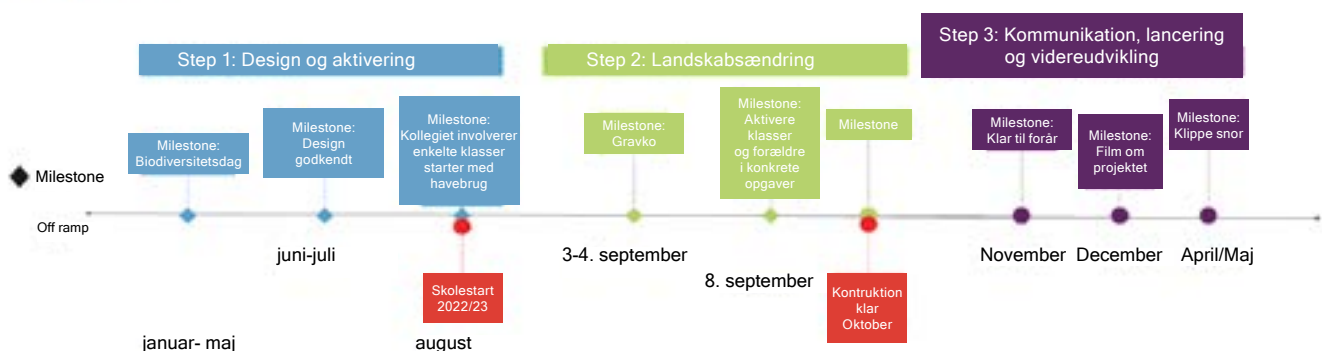 Step 1: Design og aktivering
Step 2: Landskabsændring
Step 3: Kommunikation, lancering
og videreudvikling
Milestone:
Biodiversitetsdag
Milestone:
Design
godkendt
Milestone:
Kollegiet involverer
enkelte klasser
starter med
havebrug
Milestone:
Gravko
Milestone:
Aktivere
klasser
og forældre
i konkrete
opgaver
Milestone
Milestone:
Klar til forår
Milestone:
Film om
projektet
Milestone:
Klippe snor
Milestone
Off ramp
juni-juli
3-4. september
8. september
November
December
April/Maj
Skolestart
2022/23
Kontruktion
klar
Oktober
januar- maj
august